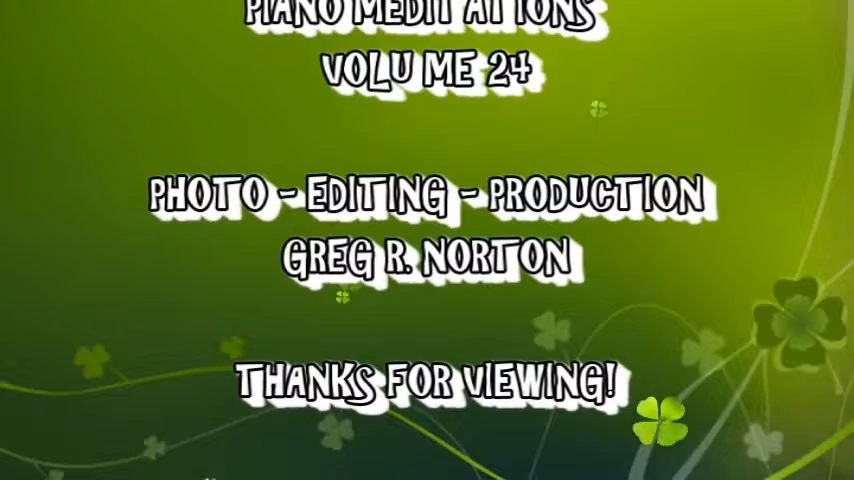 PIANO MEDITATIONS
VOLUME 24
PHOTO - EDITING - PRODUCTION
GREG R. NORTON
THANKS FOR VIEWING!